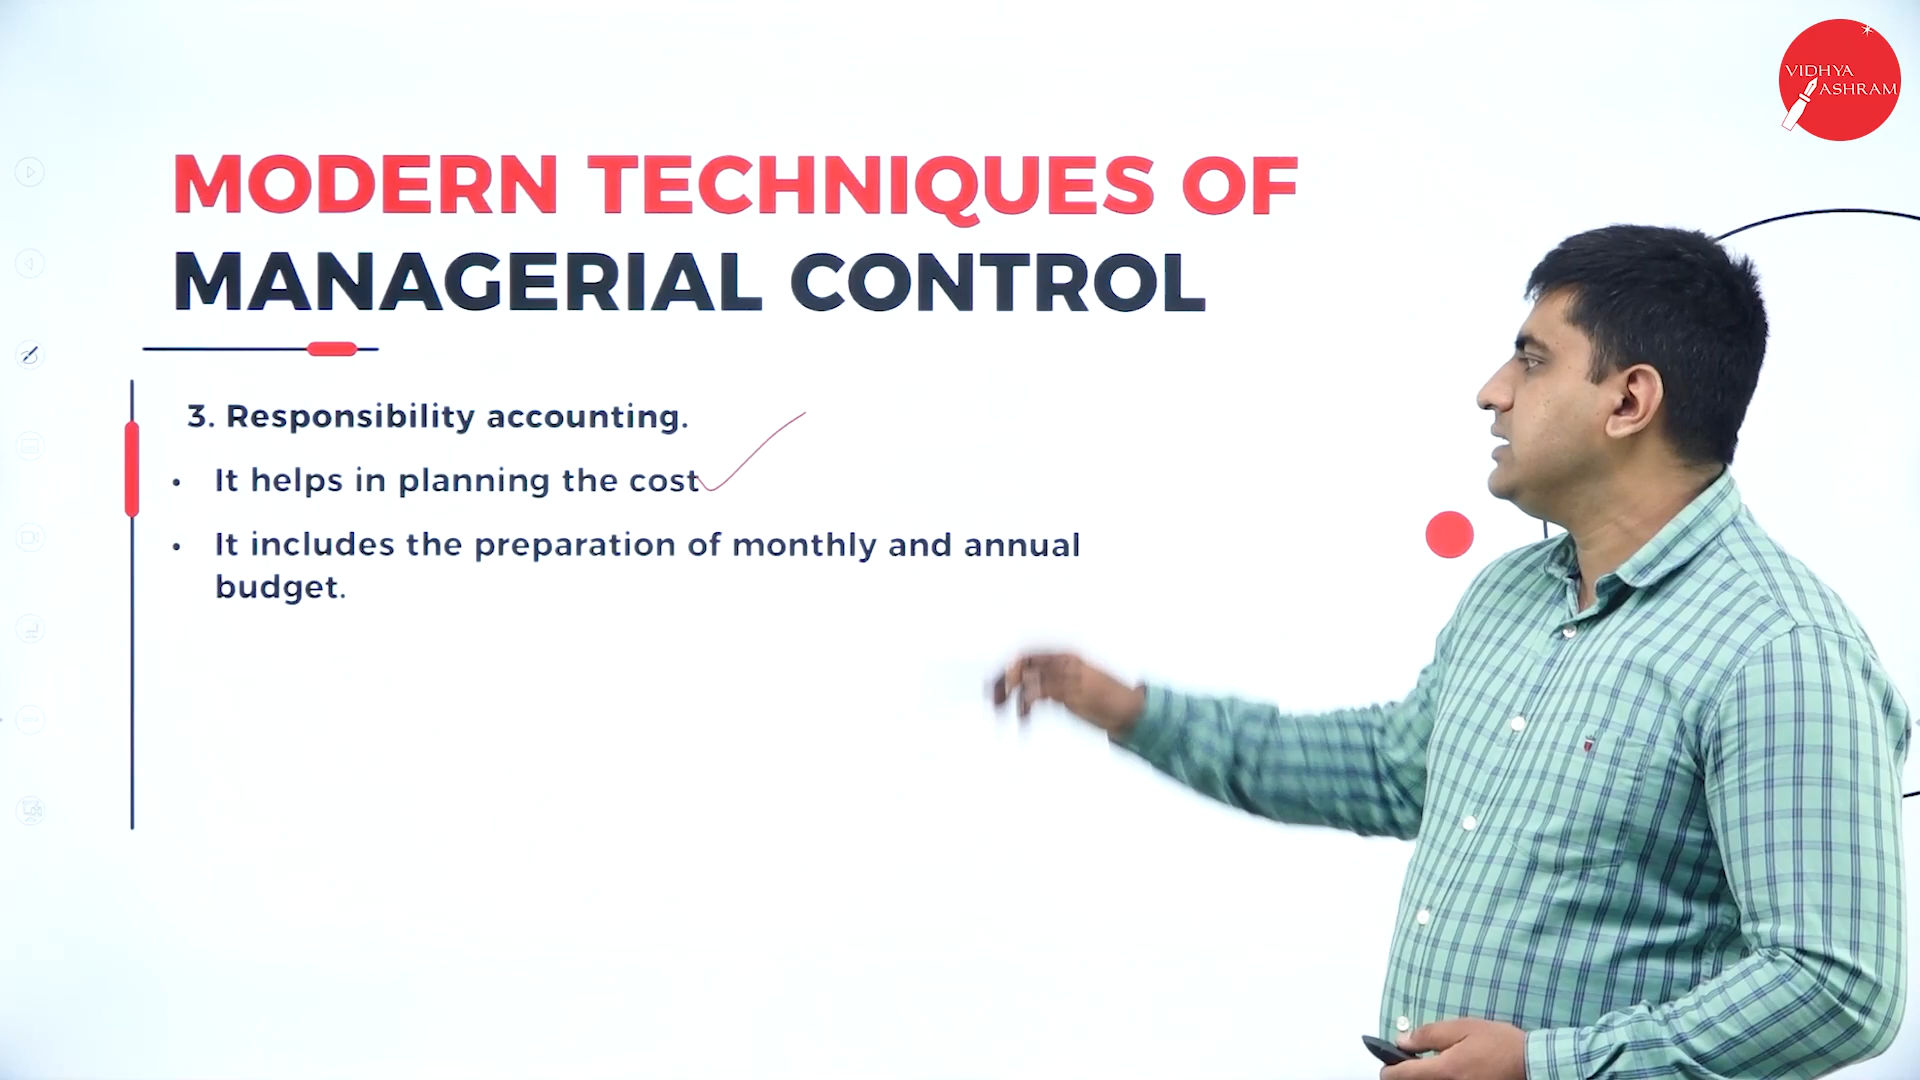 VIDHYA
ASHRAM
MODERN TECHNIQUES OF
MANAGERIAL CONTROL
3. Responsibility accounting.
• It helps in planning the cost
• It includes the preparation of monthly and annual
budget.